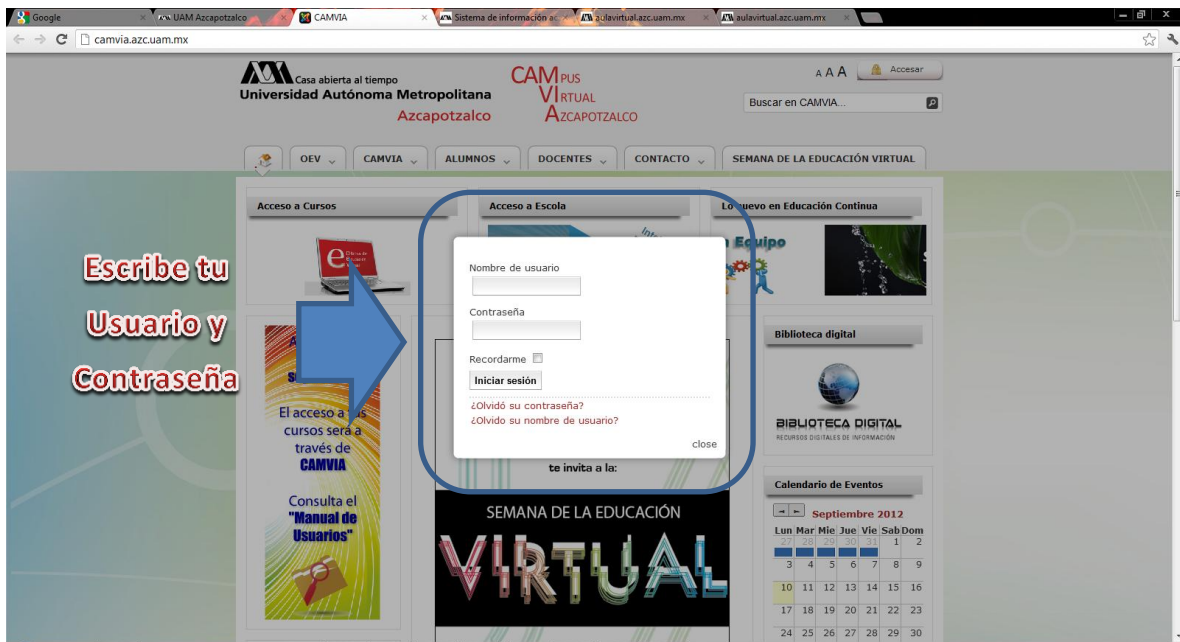 Google
UAM Azcapotzalco
CAMVIA
Sistema de información ac
aulavirtual.azc.uam.mx
aulavirtual.azc.uam.mx
camvia.azc.uam.mx
Casa abierta al tiempo
Universidad Autónoma Metropolitana
Azcapotzalco
CAMPUS
VIRTUAL
AZCAPOTZALCO
A A A
Accesar
Buscar en CAMVIA...
OEV
CAMVIA
ALUMNOS
DOCENTES
CONTACTO
SEMANA DE LA EDUCACIÓN VIRTUAL
Acceso a Cursos
Acceso a Escola
Lo nuevo en Educación Continua
Equipo
Escribe tu
Usuario y
Contraseña
Nombre de usuario
Contraseña
Recordarme
Iniciar sesión
¿Olvidó su contraseña?
¿Olvido su nombre de usuario?
close
El acceso a sus
cursos será a
través de
CAMVIA
Consulta el
"Manual de
Usuarios"
te invita a la:
SEMANA DE LA EDUCACIÓN
VIRTUAL
Biblioteca digital
BIBLIOTECA DIGITAL
RECURSOS DIGITALES DE INFORMACIÓN
Calendario de Eventos
Septiembre 2012
Lun Mar Mie Jue Vie Sab Dom
27 28 29 30 31 1 2
3 4 5 6 7 8 9
10 11 12 13 14 15 16
17 18 19 20 21 22 23
24 25 26 27 28 29 30